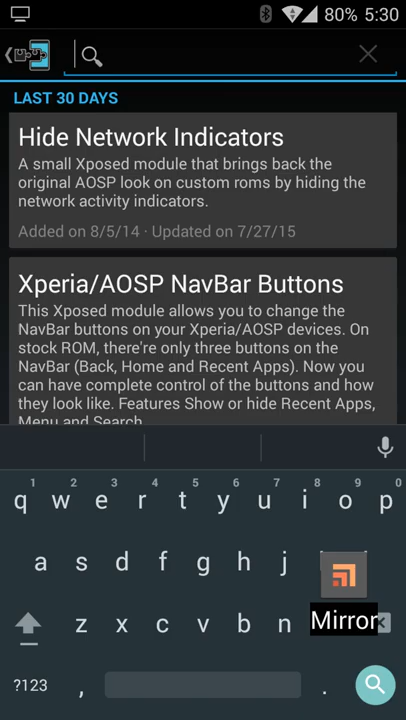 80% 5:30
LAST 30 DAYS
Hide Network Indicators
A small Xposed module that brings back the
original AOSP look on custom roms by hiding the
network activity indicators.
Added on 8/5/14 · Updated on 7/27/15
Xperia/AOSP NavBar Buttons
This Xposed module allows you to change the
NavBar buttons on your Xperia/AOSP devices. On
stock ROM, there're only three buttons on the
NavBar (Back, Home and Recent Apps). Now you
can have complete control of the buttons and how
they look like. Features Show or hide Recent Apps,
Menu and Search
1 2 3 4 5 6 7 8 9 0
q w e r t y u i o p
a s d f g h j
z x c v b n Mirror
?123 , .